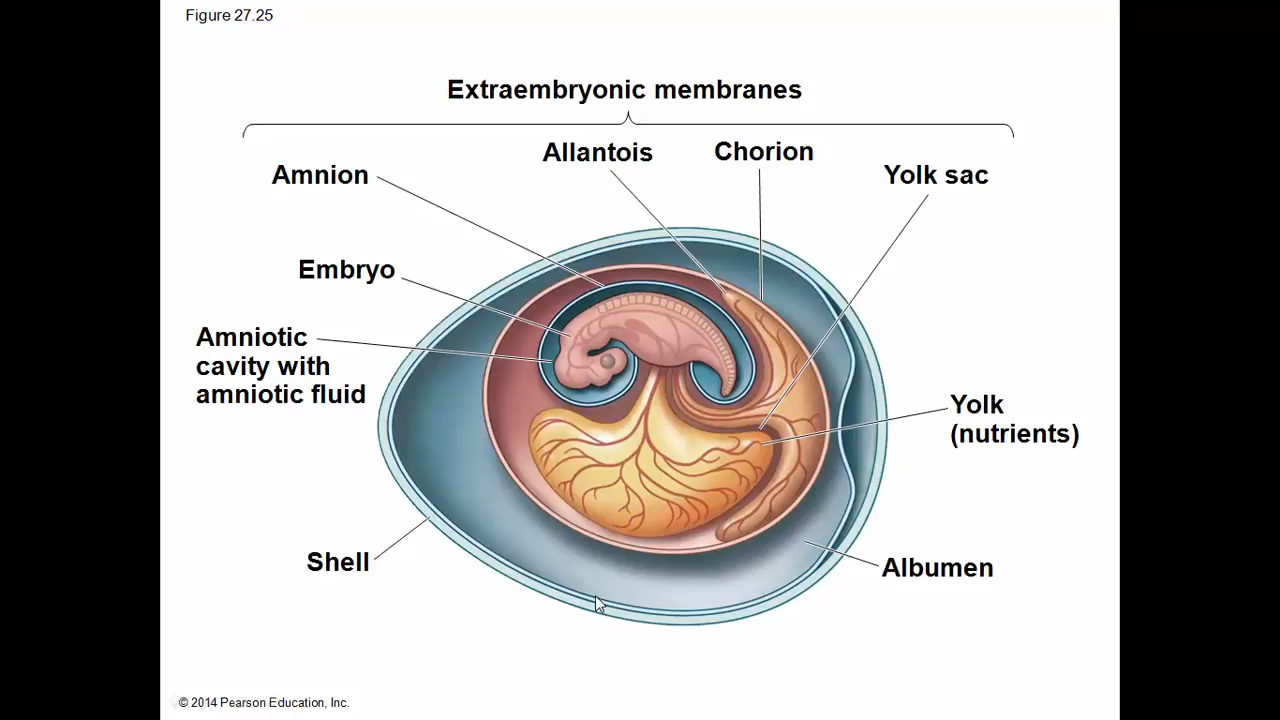 Figure 27.25
Extraembryonic membranes
Allantois
Chorion
Amnion
Yolk sac
Embryo
Amniotic
cavity with
amniotic fluid
Yolk
(nutrients)
Shell
Albumen
© 2014 Pearson Education, Inc.